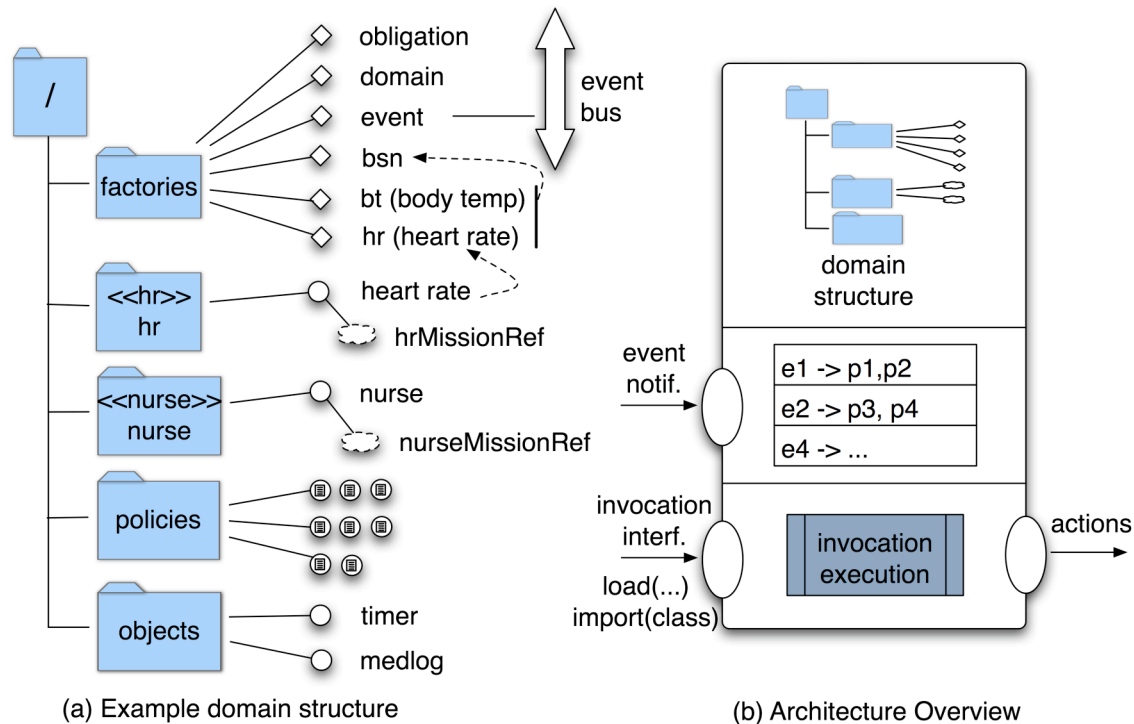 /
factories
obligation
domain
event
bsn
bt (body temp)
hr (heart rate)
event
bus
<<hr>>
hr
heart rate
hrMissionRef
<<nurse>>
nurse
nurse
nurseMissionRef
policies
objects
timer
medlog
(a) Example domain structure
domain
structure
event
notif.
e1 -> p1,p2
e2 -> p3, p4
e4 -> ...
invocation
interf.
load(...)
import(class)
invocation
execution
actions
(b) Architecture Overview